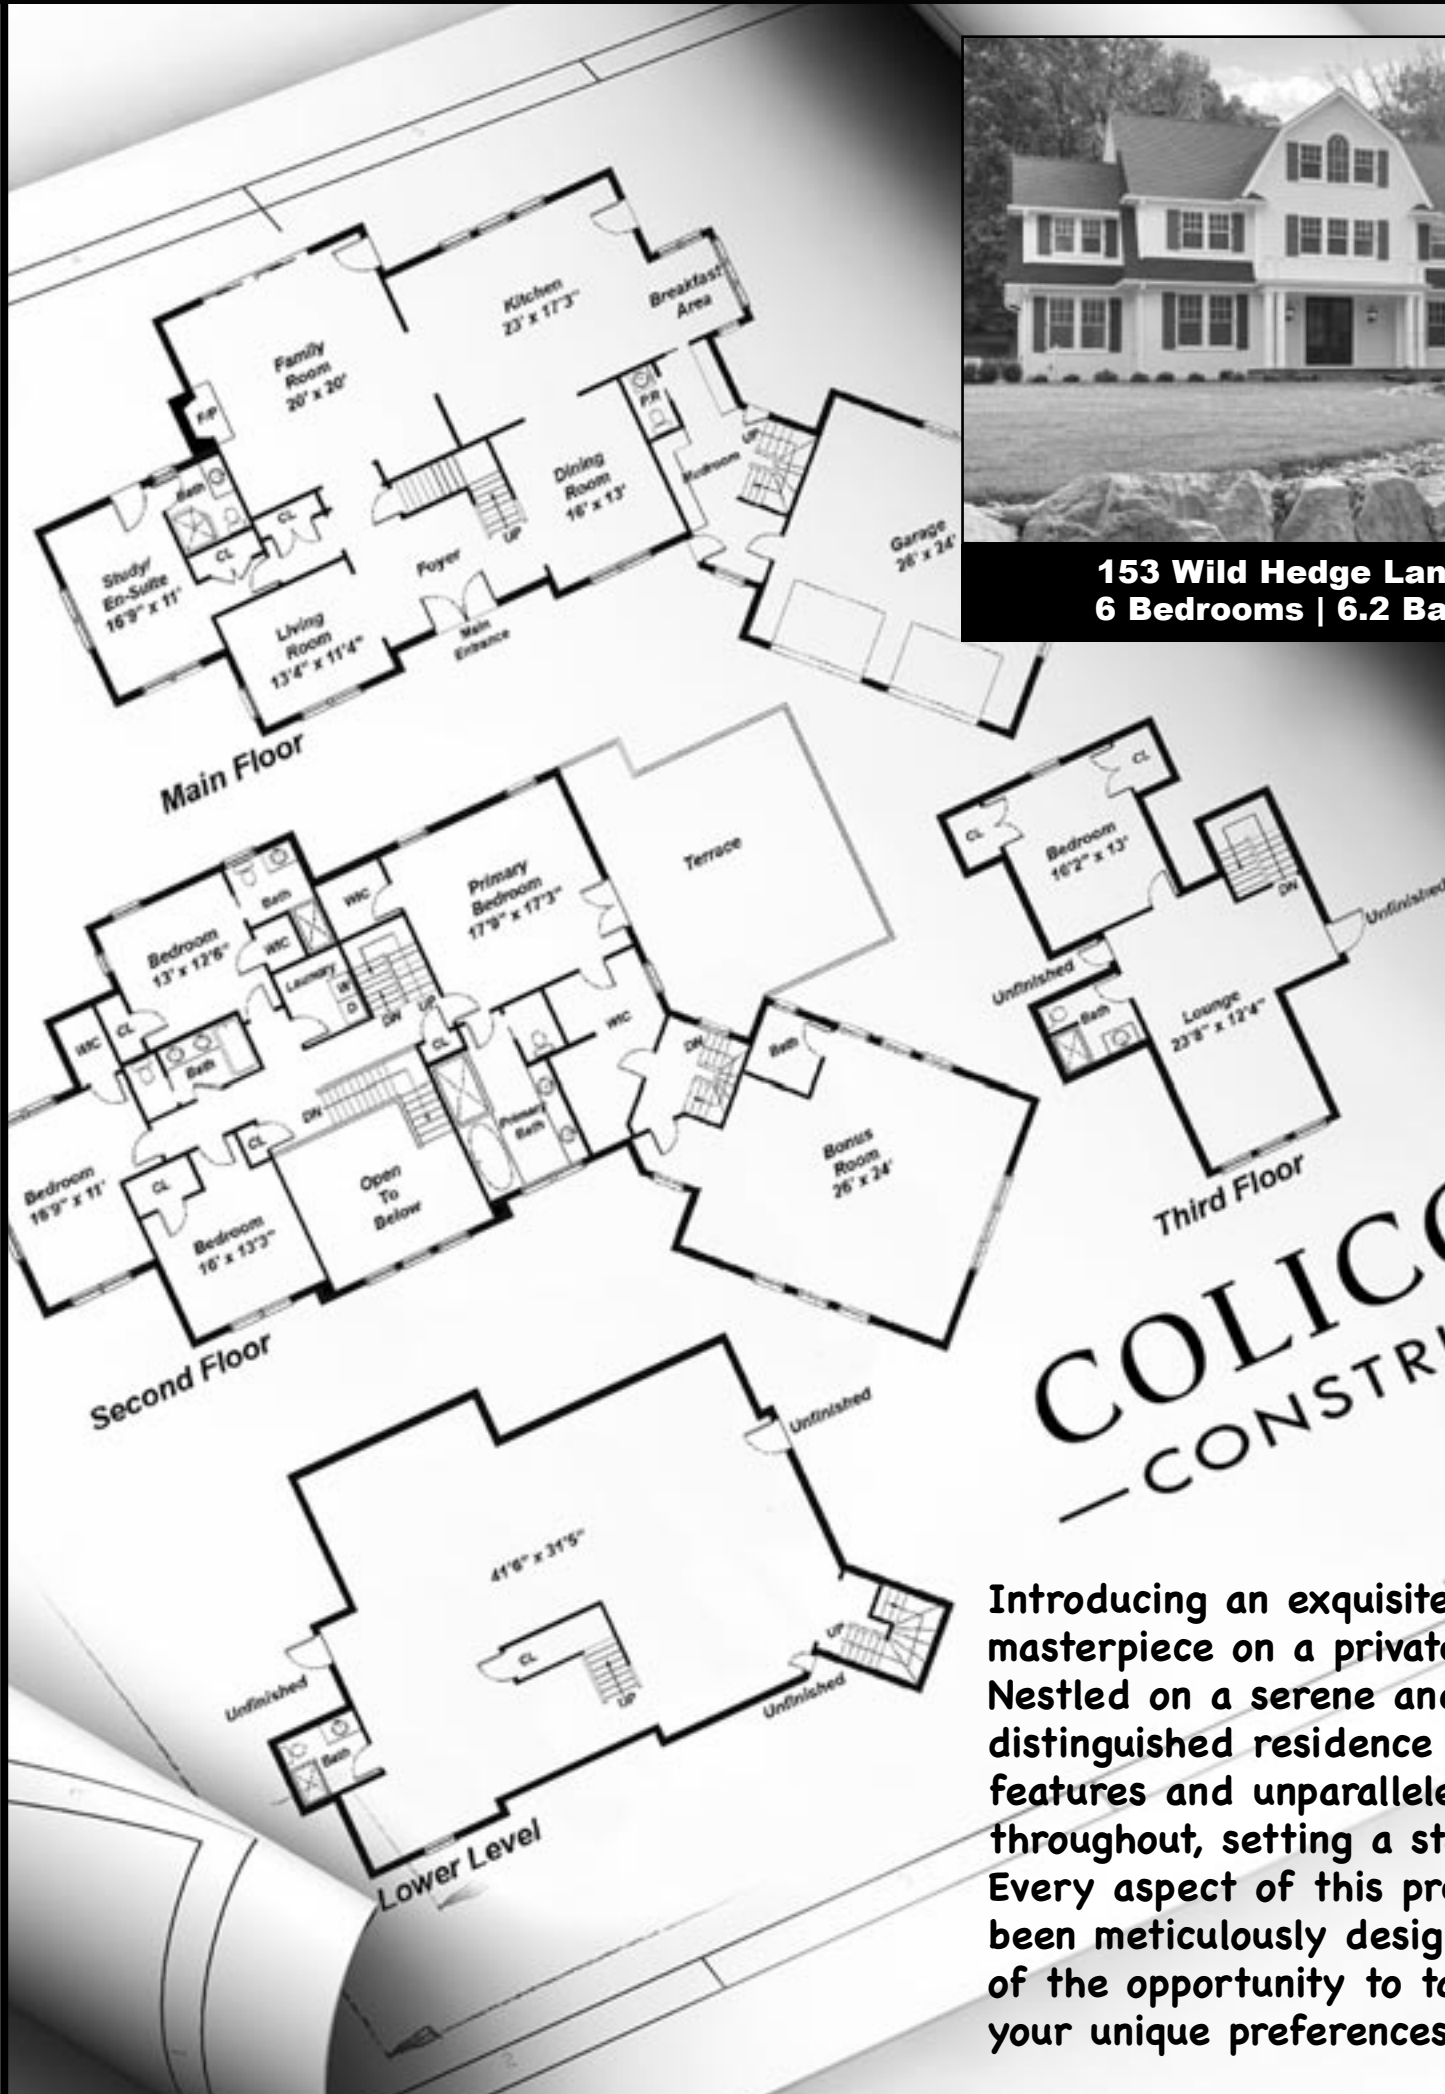 153 Wild Hedge Lan
6 Bedrooms | 6.2 Ba
Kitchen
23' x 17'3"
Breakfast
Area
Family
Room
20' x 20'
F/P
P/R
UP
Mudroom
Dining
Room
16' x 13'
Garage
26' x 24'
Bath
CL
CL
UP
Foyer
Study/
En-Suite
16'9" x 11'
Living
Room
13'4" x 11'4"
Main
Entrance
Main Floor
Terrace
Primary
Bedroom
17'9" x 17'3"
WIC
Bath
Bedroom
13' x 12'6"
WIC
Laundry
W
D
UP
DN
CL
WIC
CL
WIC
DN
Bath
Bath
Primary
Bath
DN
CL
Bonus
Room
26' x 24'
Bedroom
16'9" x 11'
CL
Open
To
Below
Bedroom
16' x 13'3"
Second Floor
CL
CL
Bedroom
16'2" x 13'
DN
Unfinished
Unfinished
Bath
Lounge
23'8" x 12'4"
Third Floor
COLICO
—CONSTRU
Unfinished
41'6" x 31'5"
CL
UP
UP
Unfinished
Unfinished
Bath
Lower Level
Introducing an exquisite
masterpiece on a private
Nestled on a serene and
distinguished residence
features and unparallele
throughout, setting a st
Every aspect of this pro
been meticulously desig
of the opportunity to ta
your unique preferences